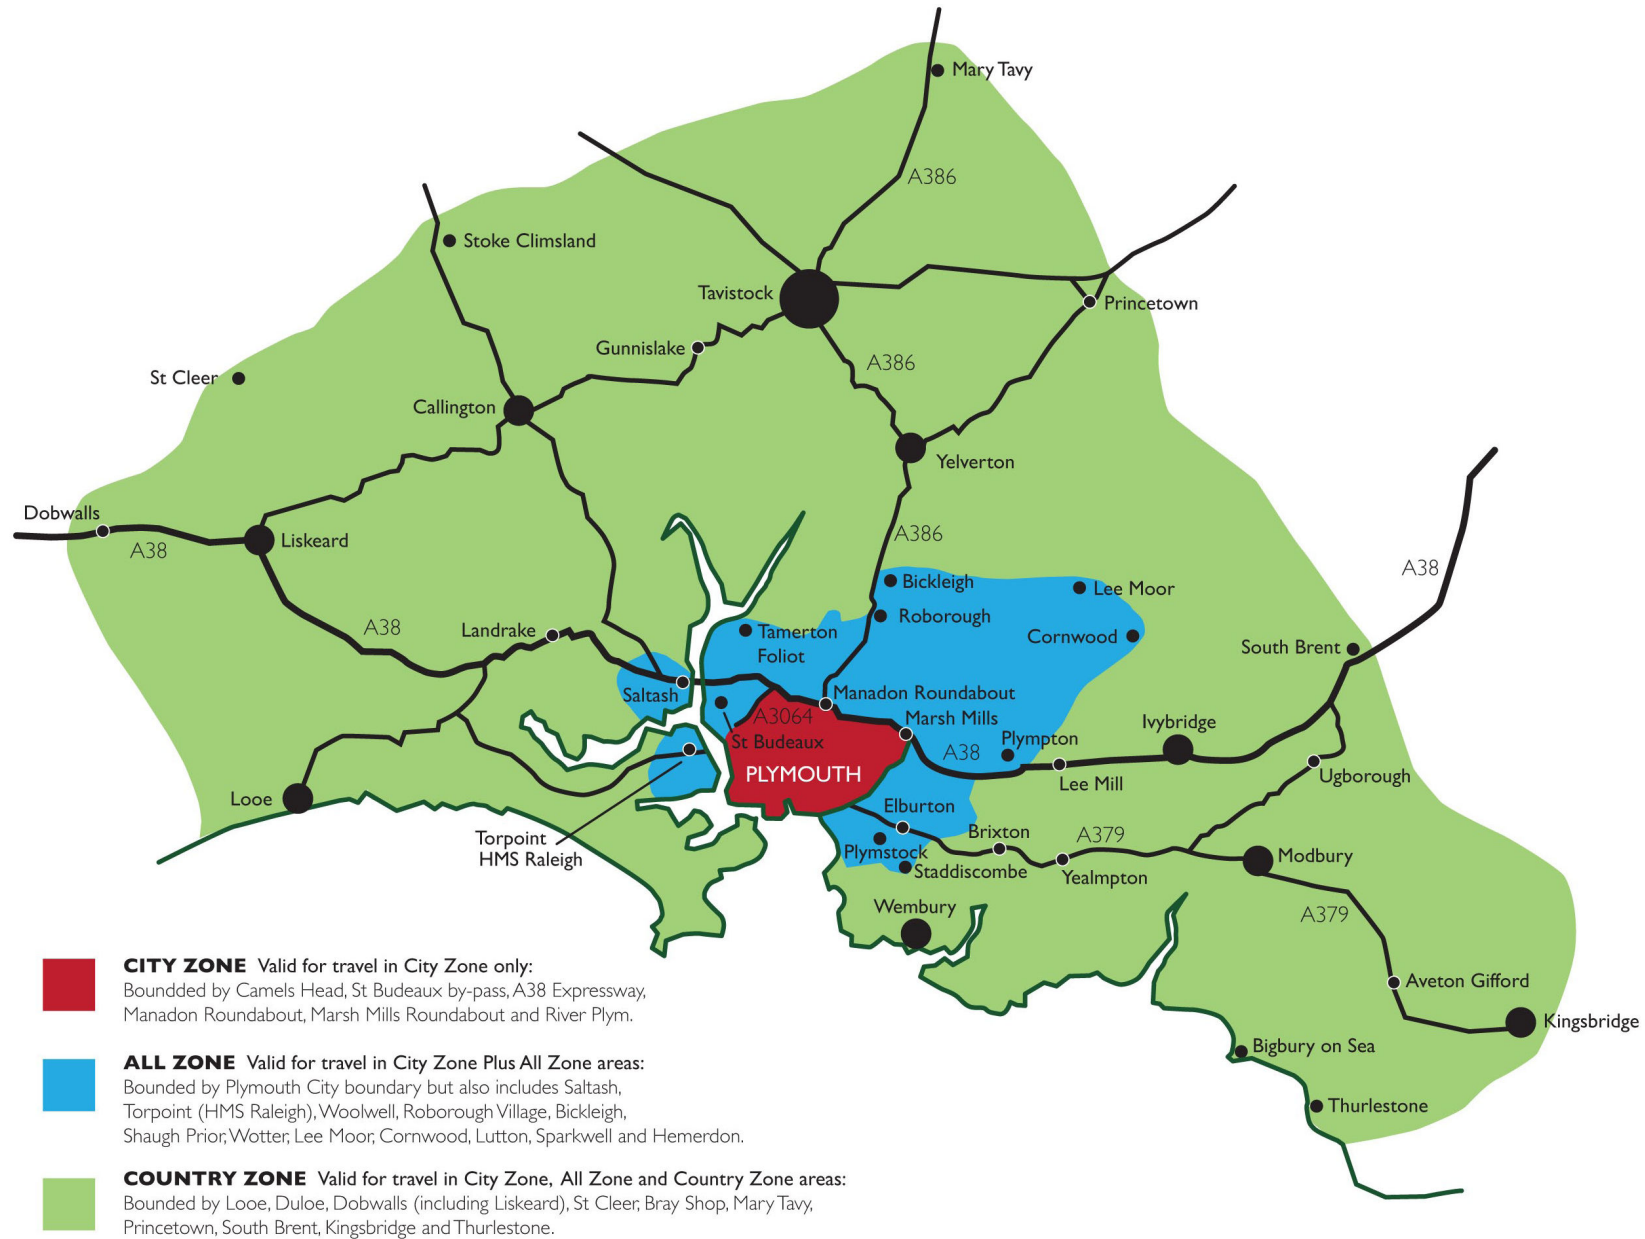 Mary Tavy
A386
Stoke Climsland
Tavistock
Princetown
Gunnislake
A386
St Cleer
Callington
Yelverton
Dobwalls
A38
Liskeard
A386
A38
Bickleigh
Lee Moor
Roborough
A38
Landrake
Tamerton
Foliot
Cornwood
South Brent
Saltash
Manadon Roundabout
A3064
Marsh Mills
St Budeaux
A38
Plympton
Ivybridge
PLYMOUTH
Lee Mill
Ugborough
Looe
Elburton
Torpoint
HMS Raleigh
Brixton
A379
Plymstock
Staddiscombe
Yealmpton
Modbury
Wembury
A379
Aveton Gifford
Kingsbridge
Bigbury on Sea
Thurlestone
CITY ZONE Valid for travel in City Zone only:
Boundded by Camels Head, St Budeaux by-pass, A38 Expressway,
Manadon Roundabout, Marsh Mills Roundabout and River Plym.
ALL ZONE Valid for travel in City Zone Plus All Zone areas:
Bounded by Plymouth City boundary but also includes Saltash,
Torpoint (HMS Raleigh), Woolwell, Roborough Village, Bickleigh,
Shaugh Prior, Wotter, Lee Moor, Cornwood, Lutton, Sparkwell and Hemerdon.
COUNTRY ZONE Valid for travel in City Zone, All Zone and Country Zone areas:
Bounded by Looe, Duloe, Dobwalls (including Liskeard), St Cleer, Bray Shop, Mary Tavy,
Princetown, South Brent, Kingsbridge and Thurlestone.